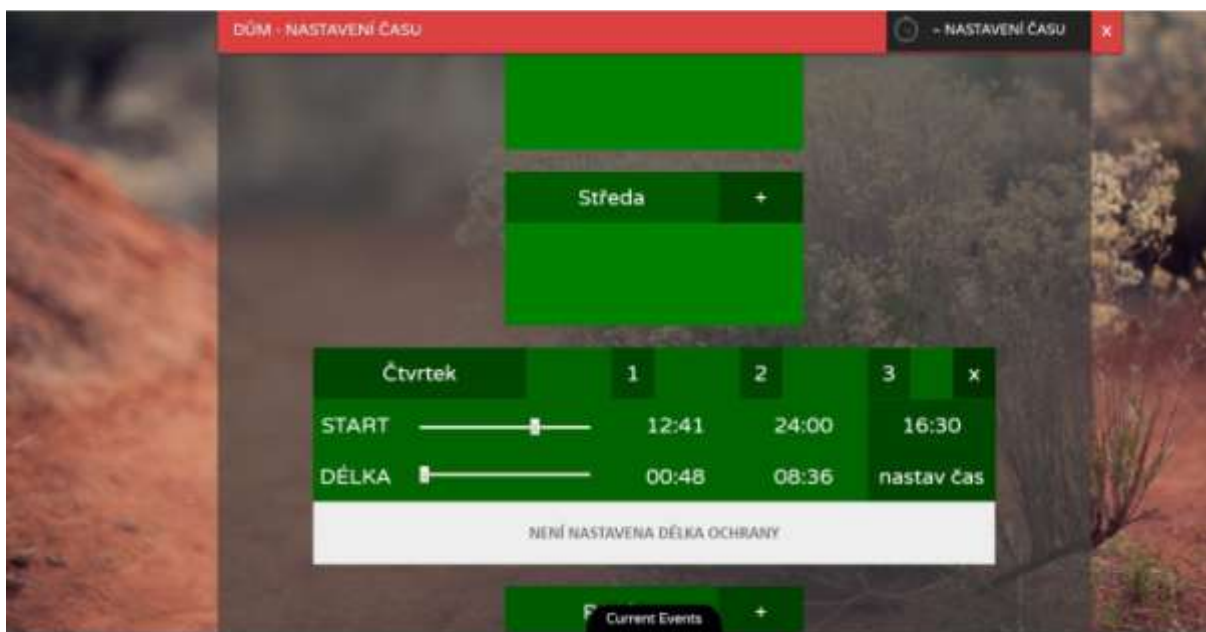 DŮM - NASTAVENÍ ČASU
- NASTAVENÍ ČASU x
Středa +
Čtvrtek 1 2 3 x
START 12:41 24:00 16:30
DÉLKA 00:48 08:36 nastav čas
NENÍ NASTAVENA DÉLKA OCHRANY
+
Current Events